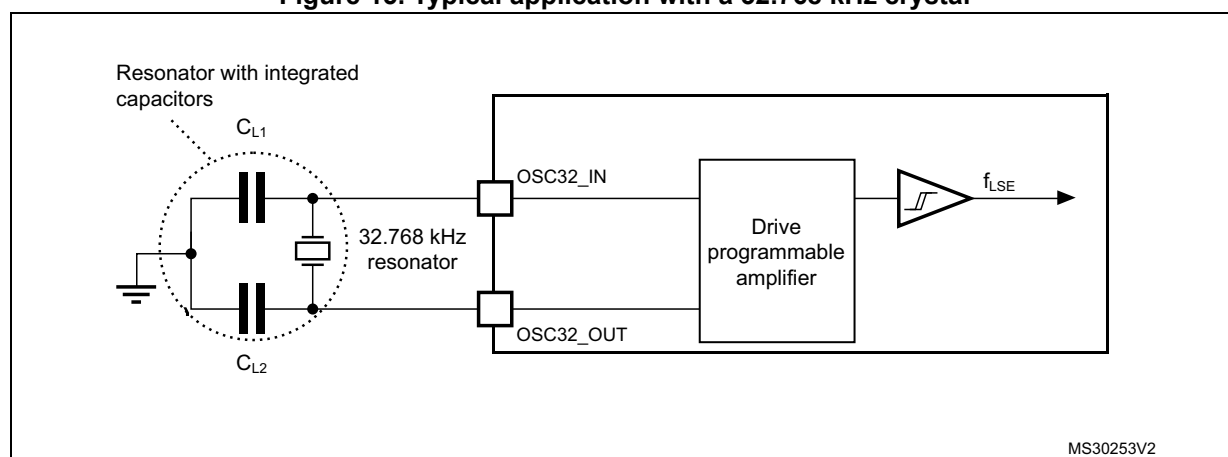 Resonator with integrated
capacitors
C_L1
OSC32_IN
f_LSE
32.768 kHz
resonator
Drive
programmable
amplifier
OSC32_OUT
C_L2
MS30253V2